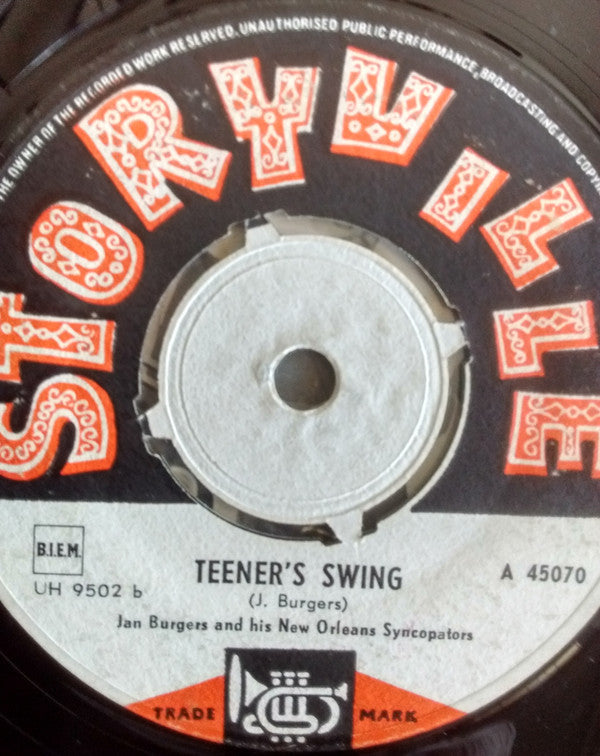 THE OWNER OF THE RECORDED WORK RESERVED. UNAUTHORISED PUBLIC PERFORMANCE, BROADCASTING AND
STORYVILLE
B.I.E.M.
UH 9502 b
TEENER'S SWING
A 45070
(J. Burgers)
Jan Burgers and his New Orleans Syncopators
TRADE MARK